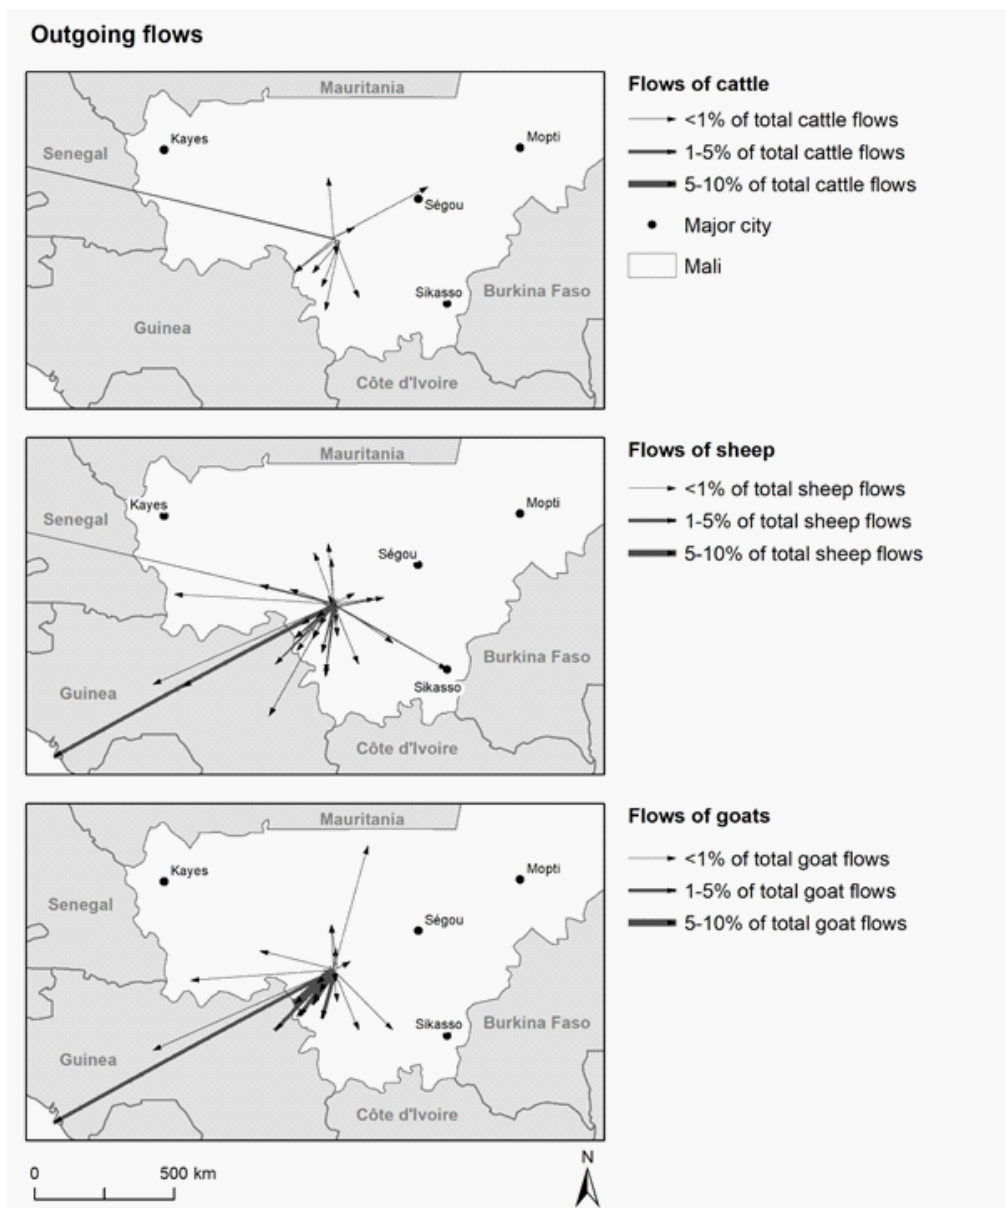 Outgoing flows
Mauritania
Kayes
Mopti
Senegal
Ségou
Sikasso
Burkina Faso
Guinea
Côte d'Ivoire
Flows of cattle
<1% of total cattle flows
1-5% of total cattle flows
5-10% of total cattle flows
Major city
Mali
Mauritania
Kayes
Mopti
Senegal
Ségou
Burkina Faso
Guinea
Sikasso
Côte d'Ivoire
Flows of sheep
<1% of total sheep flows
1-5% of total sheep flows
5-10% of total sheep flows
Mauritania
Kayes
Mopti
Senegal
Ségou
Sikasso
Burkina Faso
Guinea
Côte d'Ivoire
Flows of goats
<1% of total goat flows
1-5% of total goat flows
5-10% of total goat flows
0 500 km
N